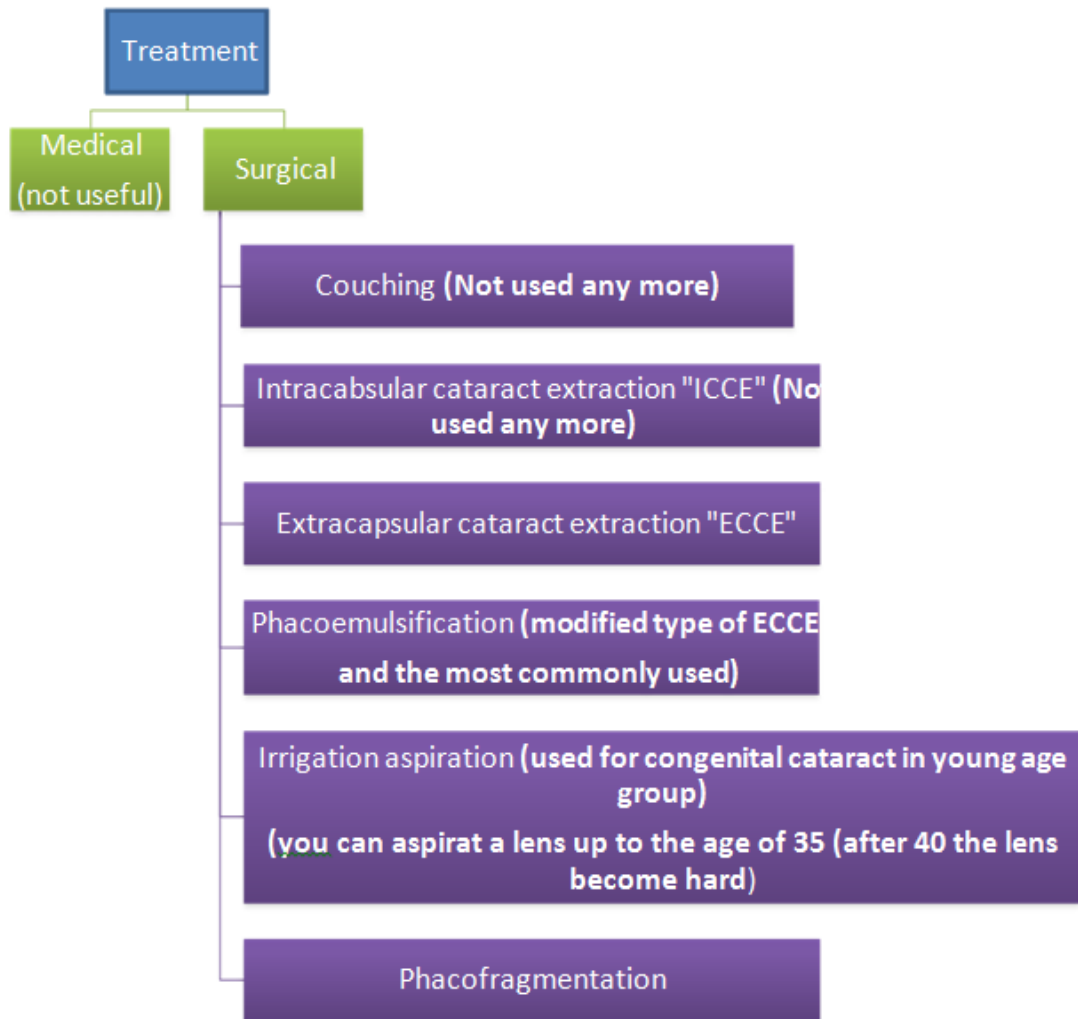 Treatment
Medical
(not useful)
Surgical
Couching (Not used any more)
Intracabsular cataract extraction "ICCE" (No
used any more)
Extracapsular cataract extraction "ECCE"
Phacoemulsification (modified type of ECCE
and the most commonly used)
Irrigation aspiration (used for congenital cataract in young age
group)
(you can aspirat a lens up to the age of 35 (after 40 the lens
become hard)
Phacofragmentation